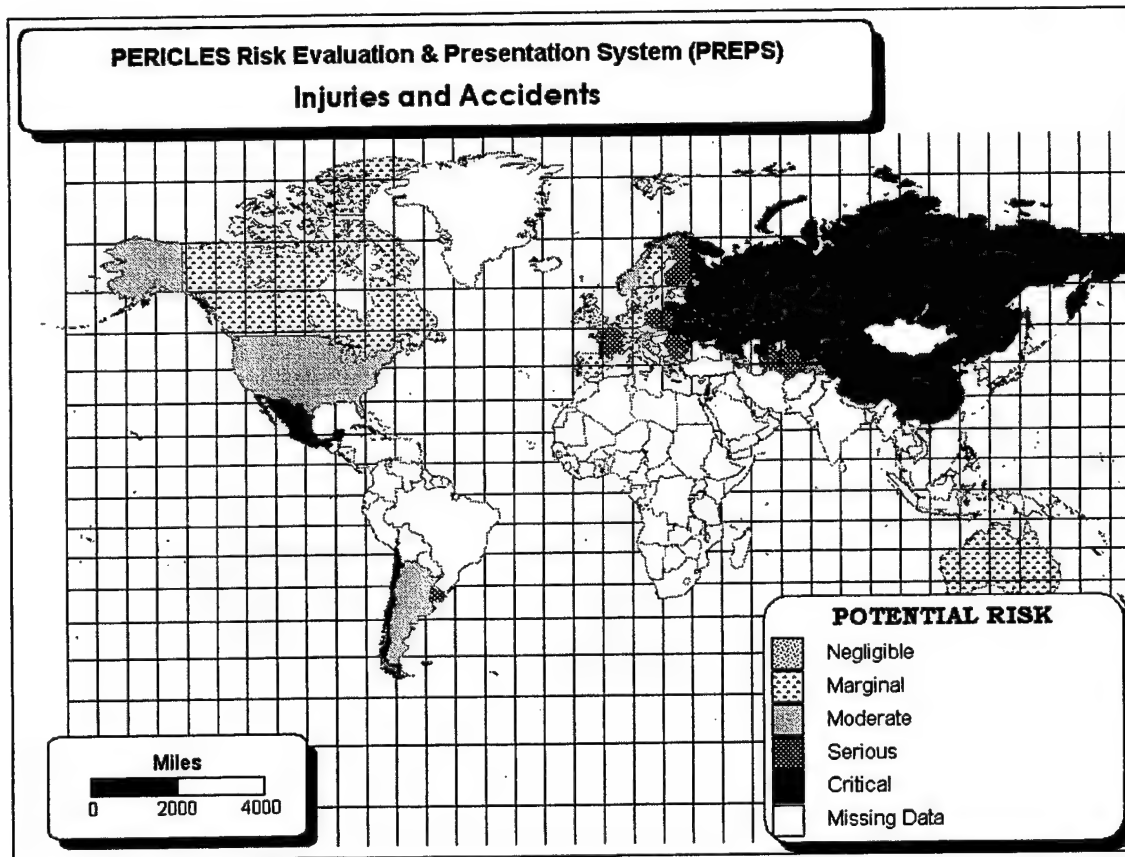 PERICLES Risk Evaluation & Presentation System (PREPS)
Injuries and Accidents
POTENTIAL RISK
Negligible
Marginal
Moderate
Serious
Critical
Missing Data
Miles
0 2000 4000